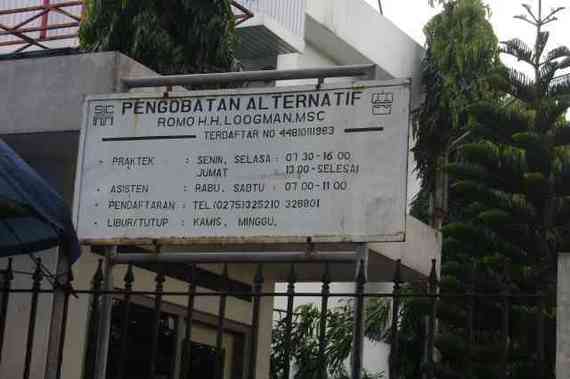 PENGOBATAN ALTERNATIF
ROMO H.H. LOOGMAN.MSC
TERDAFTAR NO 44810111983
- PRAKTEK : SENIN, SELASA : 07.30-16 00
JUMAT : 13.00-SELESAI
- ASISTEN : RABU, SABTU : 07 00-11 00
- PENDAFTARAN : TEL.(0275)325210 328801
- LIBUR/TUTUP : KAMIS, MINGGU,